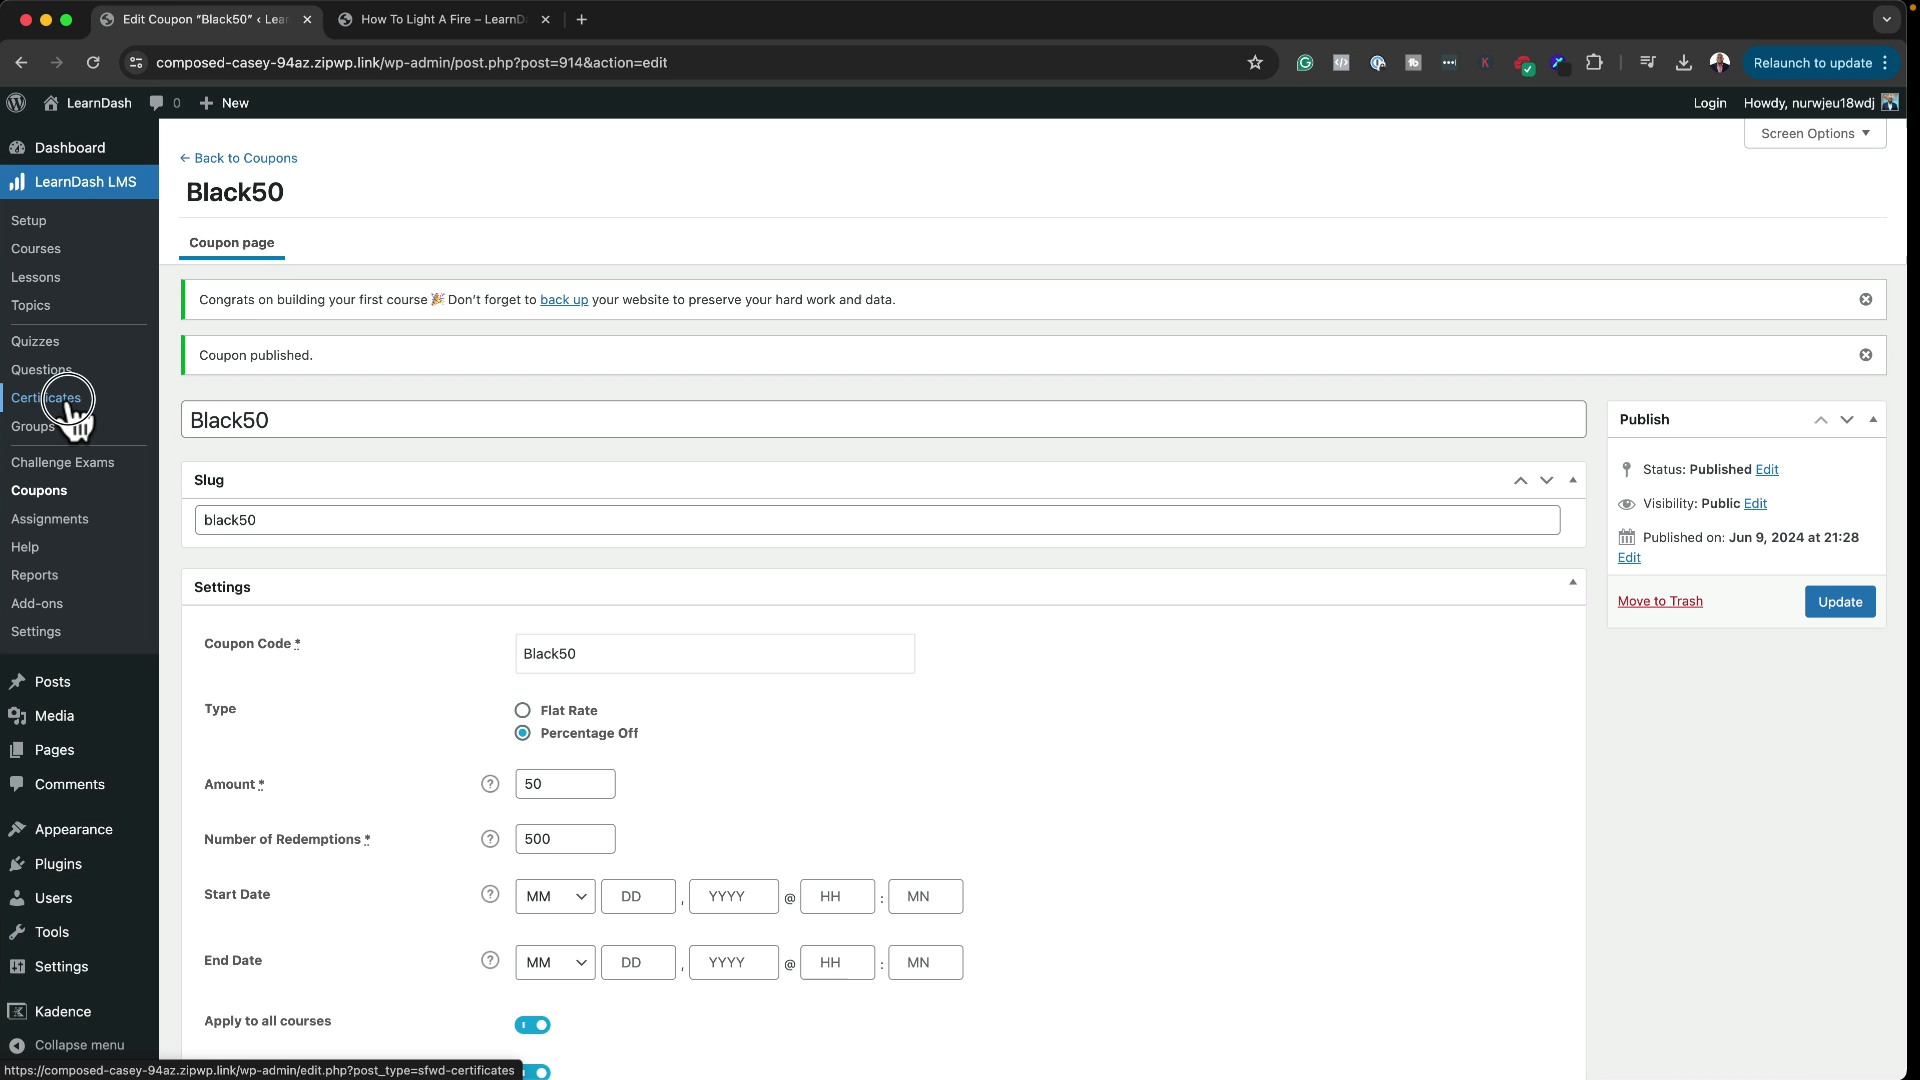 Edit Coupon "Black50" ‹ Lear
How To Light A Fire – LearnD
composed-casey-94az.zipwp.link/wp-admin/post.php?post=914&action=edit
Relaunch to update
LearnDash
0
New
Login
Howdy, nurwjeu18wdj
Screen Options
Dashboard
LearnDash LMS
Setup
Courses
Lessons
Topics
Quizzes
Questions
Certificates
Groups
Challenge Exams
Coupons
Assignments
Help
Reports
Add-ons
Settings
Posts
Media
Pages
Comments
Appearance
Plugins
Users
Tools
Settings
Kadence
Collapse menu
← Back to Coupons
Black50
Coupon page
Congrats on building your first course 🎉 Don't forget to back up your website to preserve your hard work and data.
Coupon published.
Black50
Slug
black50
Settings
Coupon Code *
Black50
Type
Flat Rate
Percentage Off
Amount *
? 50
Number of Redemptions *
? 500
Start Date
? MM DD , YYYY @ HH : MN
End Date
? MM DD , YYYY @ HH : MN
Apply to all courses
Publish
Status: Published Edit
Visibility: Public Edit
Published on: Jun 9, 2024 at 21:28
Edit
Move to Trash
Update
https://composed-casey-94az.zipwp.link/wp-admin/edit.php?post_type=sfwd-certificates